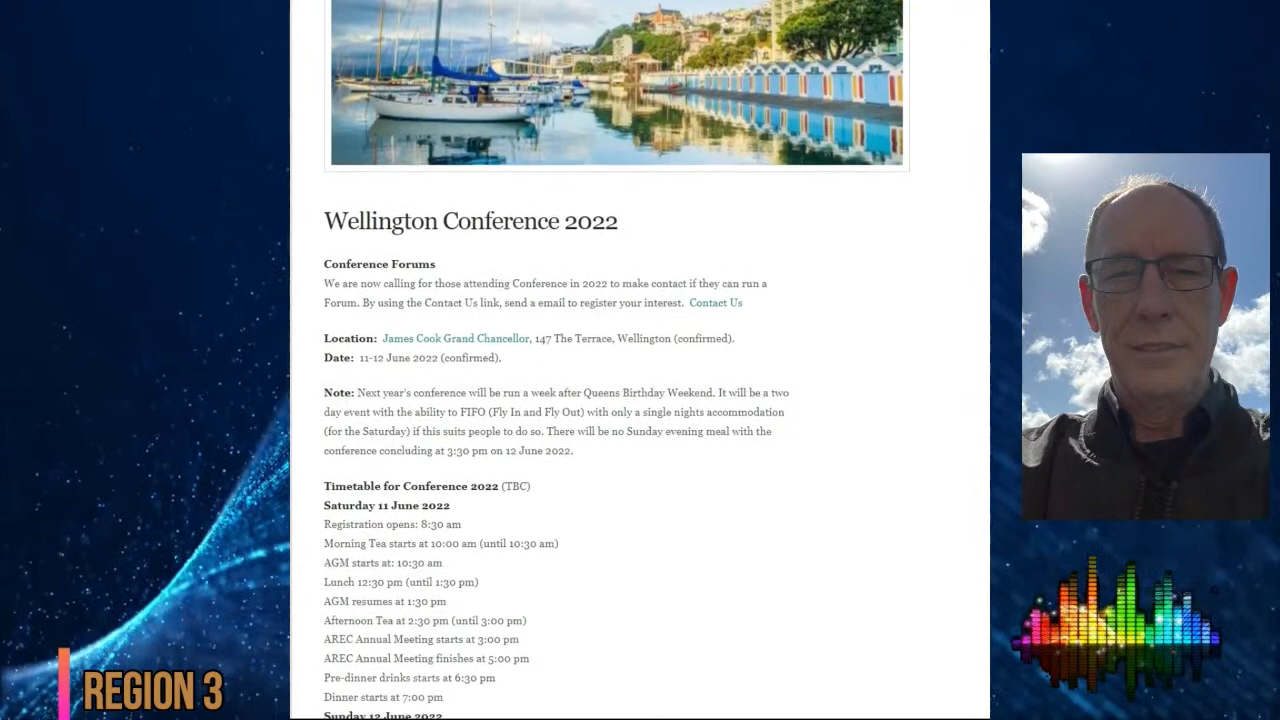 Wellington Conference 2022
Conference Forums
We are now calling for those attending Conference in 2022 to make contact if they can run a
Forum. By using the Contact Us link, send a email to register your interest.  Contact Us
Location:  James Cook Grand Chancellor, 147 The Terrace, Wellington (confirmed).
Date:  11-12 June 2022 (confirmed).
Note: Next year's conference will be run a week after Queens Birthday Weekend. It will be a two
day event with the ability to FIFO (Fly In and Fly Out) with only a single nights accommodation
(for the Saturday) if this suits people to do so. There will be no Sunday evening meal with the
conference concluding at 3:30 pm on 12 June 2022.
Timetable for Conference 2022 (TBC)
Saturday 11 June 2022
Registration opens: 8:30 am
Morning Tea starts at 10:00 am (until 10:30 am)
AGM starts at: 10:30 am
Lunch 12:30 pm (until 1:30 pm)
AGM resumes at 1:30 pm
Afternoon Tea at 2:30 pm (until 3:00 pm)
AREC Annual Meeting starts at 3:00 pm
AREC Annual Meeting finishes at 5:00 pm
Pre-dinner drinks starts at 6:30 pm
Dinner starts at 7:00 pm
Sunday 12 June 2022
REGION 3